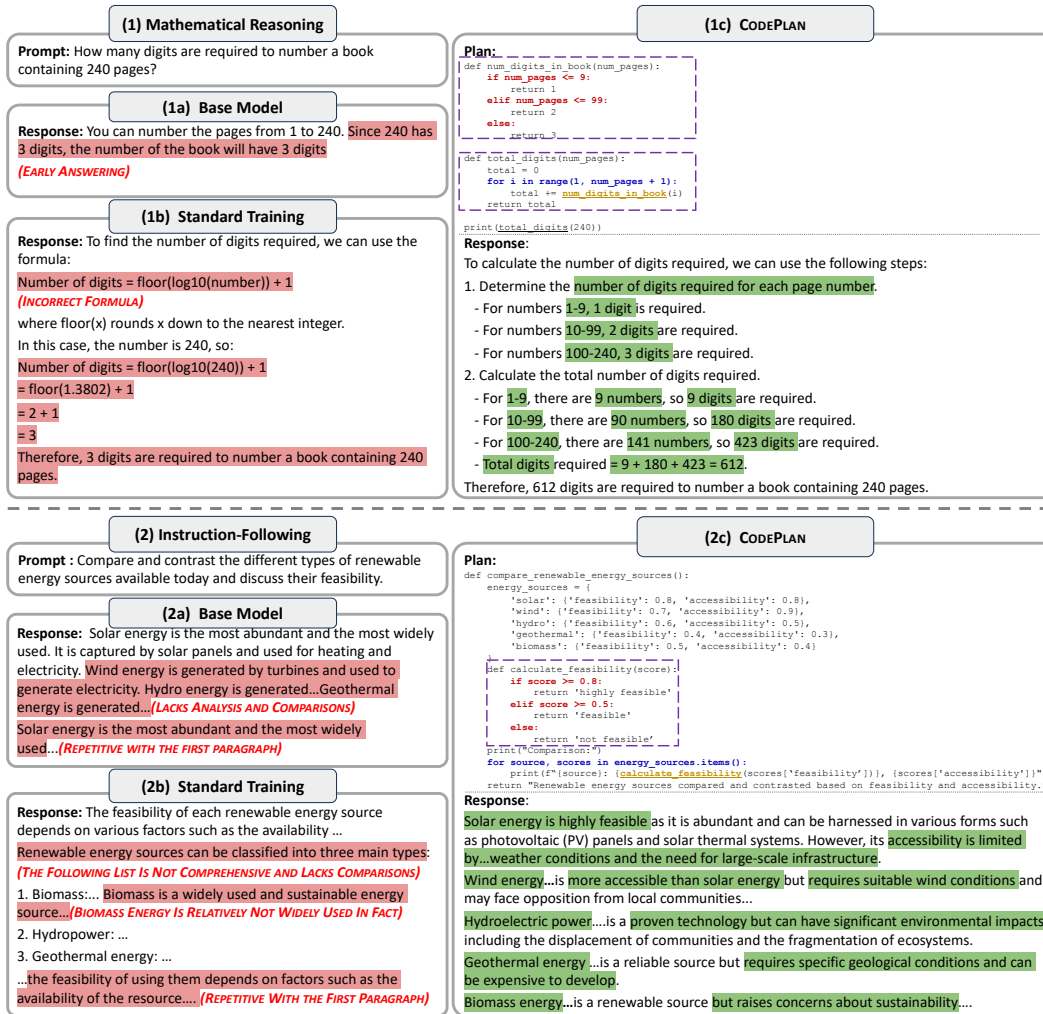 (1) Mathematical Reasoning
Prompt: How many digits are required to number a book
containing 240 pages?
(1a) Base Model
Response: You can number the pages from 1 to 240. Since 240 has
3 digits, the number of the book will have 3 digits
(EARLY ANSWERING)
(1b) Standard Training
Response: To find the number of digits required, we can use the
formula:
Number of digits = floor(log10(number)) + 1
(INCORRECT FORMULA)
where floor(x) rounds x down to the nearest integer.
In this case, the number is 240, so:
Number of digits = floor(log10(240)) + 1
= floor(1.3802) + 1
= 2 + 1
= 3
Therefore, 3 digits are required to number a book containing 240
pages.
(1c) CODEPLAN
Plan:
def num_digits_in_book(num_pages):
if num_pages <= 9:
return 1
elif num_pages <= 99:
return 2
else:
return 3
def total_digits(num_pages):
total = 0
for i in range(1, num_pages + 1):
total += num_digits_in_book(i)
return total
print(total_digits(240))
Response:
To calculate the number of digits required, we can use the following steps:
1. Determine the number of digits required for each page number.
- For numbers 1-9, 1 digit is required.
- For numbers 10-99, 2 digits are required.
- For numbers 100-240, 3 digits are required.
2. Calculate the total number of digits required.
- For 1-9, there are 9 numbers, so 9 digits are required.
- For 10-99, there are 90 numbers, so 180 digits are required.
- For 100-240, there are 141 numbers, so 423 digits are required.
- Total digits required = 9 + 180 + 423 = 612.
Therefore, 612 digits are required to number a book containing 240 pages.
(2) Instruction-Following
Prompt : Compare and contrast the different types of renewable
energy sources available today and discuss their feasibility.
(2a) Base Model
Response: Solar energy is the most abundant and the most widely
used. It is captured by solar panels and used for heating and
electricity. Wind energy is generated by turbines and used to
generate electricity. Hydro energy is generated...Geothermal
energy is generated...(LACKS ANALYSIS AND COMPARISONS)
Solar energy is the most abundant and the most widely
used...(REPETITIVE WITH THE FIRST PARAGRAPH)
(2b) Standard Training
Response: The feasibility of each renewable energy source
depends on various factors such as the availability ...
Renewable energy sources can be classified into three main types:
(THE FOLLOWING LIST IS NOT COMPREHENSIVE AND LACKS COMPARISONS)
1. Biomass:... Biomass is a widely used and sustainable energy
source...(BIOMASS ENERGY IS RELATIVELY NOT WIDELY USED IN FACT)
2. Hydropower: ...
3. Geothermal energy: ...
...the feasibility of using them depends on factors such as the
availability of the resource.... (REPETITIVE WITH THE FIRST PARAGRAPH)
(2c) CODEPLAN
Plan:
def compare_renewable_energy_sources():
energy_sources = {
'solar': {'feasibility': 0.8, 'accessibility': 0.8},
'wind': {'feasibility': 0.7, 'accessibility': 0.9},
'hydro': {'feasibility': 0.6, 'accessibility': 0.5},
'geothermal': {'feasibility': 0.4, 'accessibility': 0.3},
'biomass': {'feasibility': 0.5, 'accessibility': 0.4}
}
def calculate_feasibility(score):
if score >= 0.8:
return 'highly feasible'
elif score >= 0.5:
return 'feasible'
else:
return 'not feasible’
print("Comparison:")
for source, scores in energy_sources.items():
print(f"{source}: {calculate_feasibility(scores['feasibility’])}, {scores['accessibility']}"
return "Renewable energy sources compared and contrasted based on feasibility and accessibility.
Response:
Solar energy is highly feasible as it is abundant and can be harnessed in various forms such
as photovoltaic (PV) panels and solar thermal systems. However, its accessibility is limited
by...weather conditions and the need for large-scale infrastructure.
Wind energy...is more accessible than solar energy but requires suitable wind conditions and
may face opposition from local communities...
Hydroelectric power....is a proven technology but can have significant environmental impacts
including the displacement of communities and the fragmentation of ecosystems.
Geothermal energy ...is a reliable source but requires specific geological conditions and can
be expensive to develop.
Biomass energy...is a renewable source but raises concerns about sustainability....